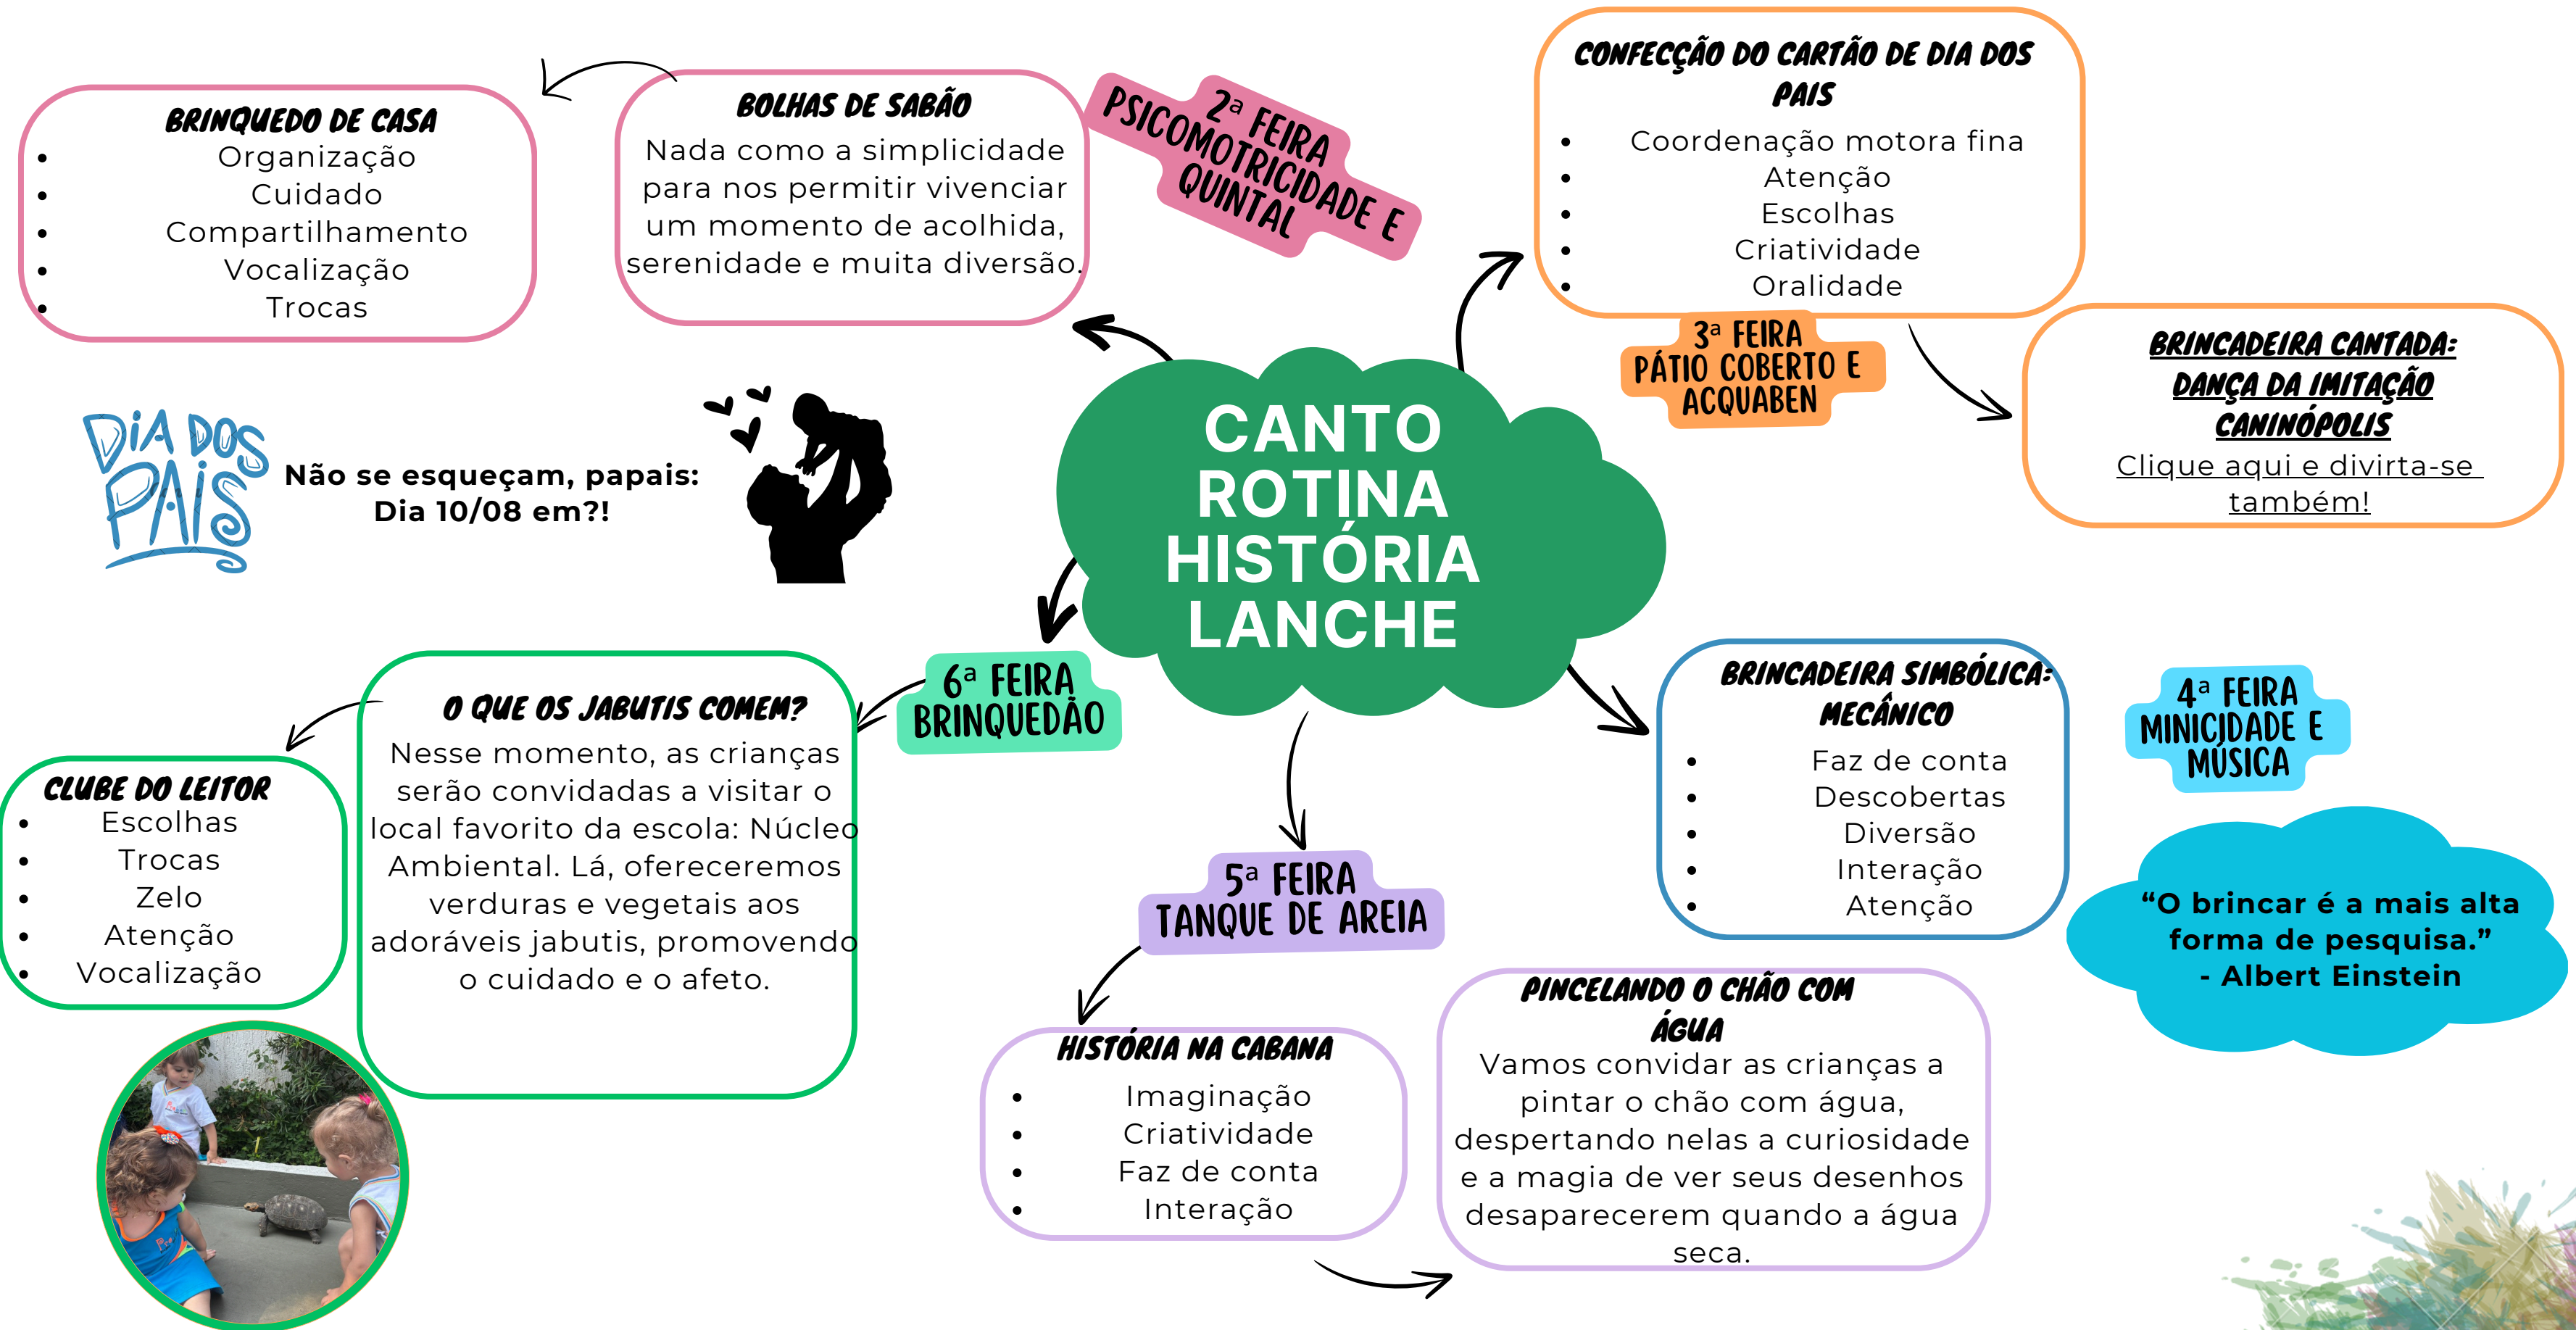 BRINQUEDO DE CASA
• Organização
• Cuidado
• Compartilhamento
• Vocalização
• Trocas
BOLHAS DE SABÃO
Nada como a simplicidade
para nos permitir vivenciar
um momento de acolhida,
serenidade e muita diversão.
2ª FEIRA
PSICOMOTRICIDADE E
QUINTAL
CONFECÇÃO DO CARTÃO DE DIA DOS
PAIS
• Coordenação motora fina
• Atenção
• Escolhas
• Criatividade
• Oralidade
3ª FEIRA
PÁTIO COBERTO E
ACQUABEN
BRINCADEIRA CANTADA:
DANÇA DA IMITAÇÃO
CANINÓPOLIS
Clique aqui e divirta-se
também!
DIA DOS
PAIS
Não se esqueçam, papais:
Dia 10/08 em?!
CANTO
ROTINA
HISTÓRIA
LANCHE
6ª FEIRA
BRINQUEDÃO
O QUE OS JABUTIS COMEM?
Nesse momento, as crianças
serão convidadas a visitar o
local favorito da escola: Núcleo
Ambiental. Lá, ofereceremos
verduras e vegetais aos
adoráveis jabutis, promovendo
o cuidado e o afeto.
CLUBE DO LEITOR
• Escolhas
• Trocas
• Zelo
• Atenção
• Vocalização
5ª FEIRA
TANQUE DE AREIA
HISTÓRIA NA CABANA
• Imaginação
• Criatividade
• Faz de conta
• Interação
PINCELANDO O CHÃO COM
ÁGUA
Vamos convidar as crianças a
pintar o chão com água,
despertando nelas a curiosidade
e a magia de ver seus desenhos
desaparecerem quando a água
seca.
BRINCADEIRA SIMBÓLICA:
MECÂNICO
• Faz de conta
• Descobertas
• Diversão
• Interação
• Atenção
4ª FEIRA
MINICIDADE E
MÚSICA
“O brincar é a mais alta
forma de pesquisa.”
- Albert Einstein